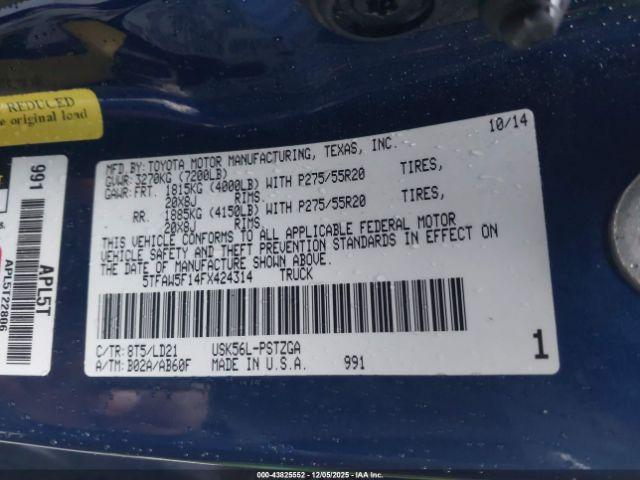 REDUCED
e original load
991
APL5T
APL5T22806
10/14
MFD. BY: TOYOTA MOTOR MANUFACTURING, TEXAS, INC.
GVWR: 3270KG (7200LB)
GAWR: FRT. 1815KG (4000LB) WITH P275/55R20 TIRES,
20X8J RIMS.
RR. 1885KG (4150LB) WITH P275/55R20 TIRES,
20X8J RIMS.
THIS VEHICLE CONFORMS TO ALL APPLICABLE FEDERAL MOTOR
VEHICLE SAFETY AND THEFT PREVENTION STANDARDS IN EFFECT ON
THE DATE OF MANUFACTURE SHOWN ABOVE.
5TFAW5F14FX424314 TRUCK
C/TR: 8T5/LD21 USK56L-PSTZGA
A/TM: B02A/AB60F MADE IN U.S.A. 991
1
© IAA - 43825552 - 12/05/2025 - IAAI.com